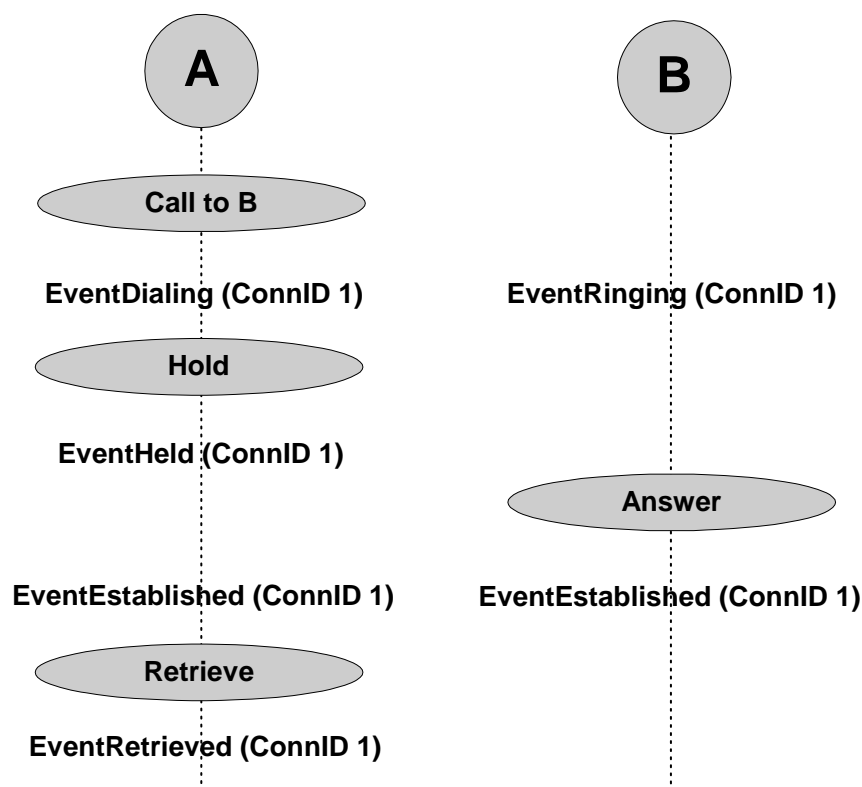 A
B
Call to B
EventDialing (ConnID 1)
EventRinging (ConnID 1)
Hold
EventHeld (ConnID 1)
Answer
EventEstablished (ConnID 1)
EventEstablished (ConnID 1)
Retrieve
EventRetrieved (ConnID 1)